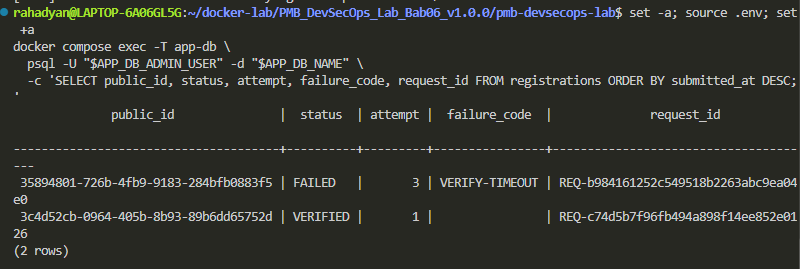 rahadyan@LAPTOP-6A06GL5G:~/docker-lab/PMB_DevSecOps_Lab_Bab06_v1.0.0/pmb-devsecops-lab$ set -a; source .env; set
 +a
docker compose exec -T app-db \
  psql -U "$APP_DB_ADMIN_USER" -d "$APP_DB_NAME" \
  -c 'SELECT public_id, status, attempt, failure_code, request_id FROM registrations ORDER BY submitted_at DESC;
'
              public_id               |  status  | attempt |  failure_code  |              request_id
--------------------------------------+----------+---------+----------------+----------------------------------
---
 35894801-726b-4fb9-9183-284bfb0883f5 | FAILED   |       3 | VERIFY-TIMEOUT | REQ-b984161252c549518b2263abc9ea04
e0
 3c4d52cb-0964-405b-8b93-89b6dd65752d | VERIFIED |       1 |                | REQ-c74d5b7f96fb494a898f14ee852e01
26
(2 rows)